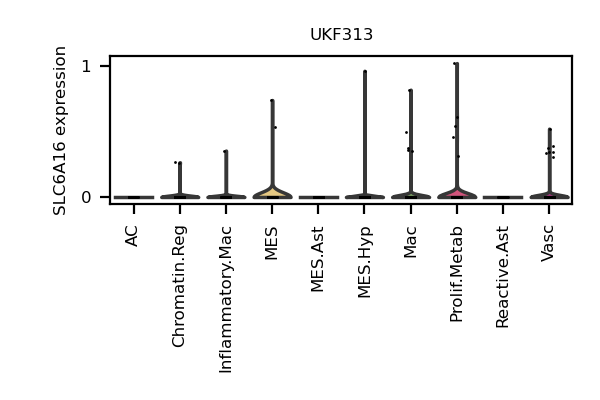 UKF313
SLC6A16 expression
1
0
AC
Chromatin.Reg
Inflammatory.Mac
MES
MES.Ast
MES.Hyp
Mac
Prolif.Metab
Reactive.Ast
Vasc